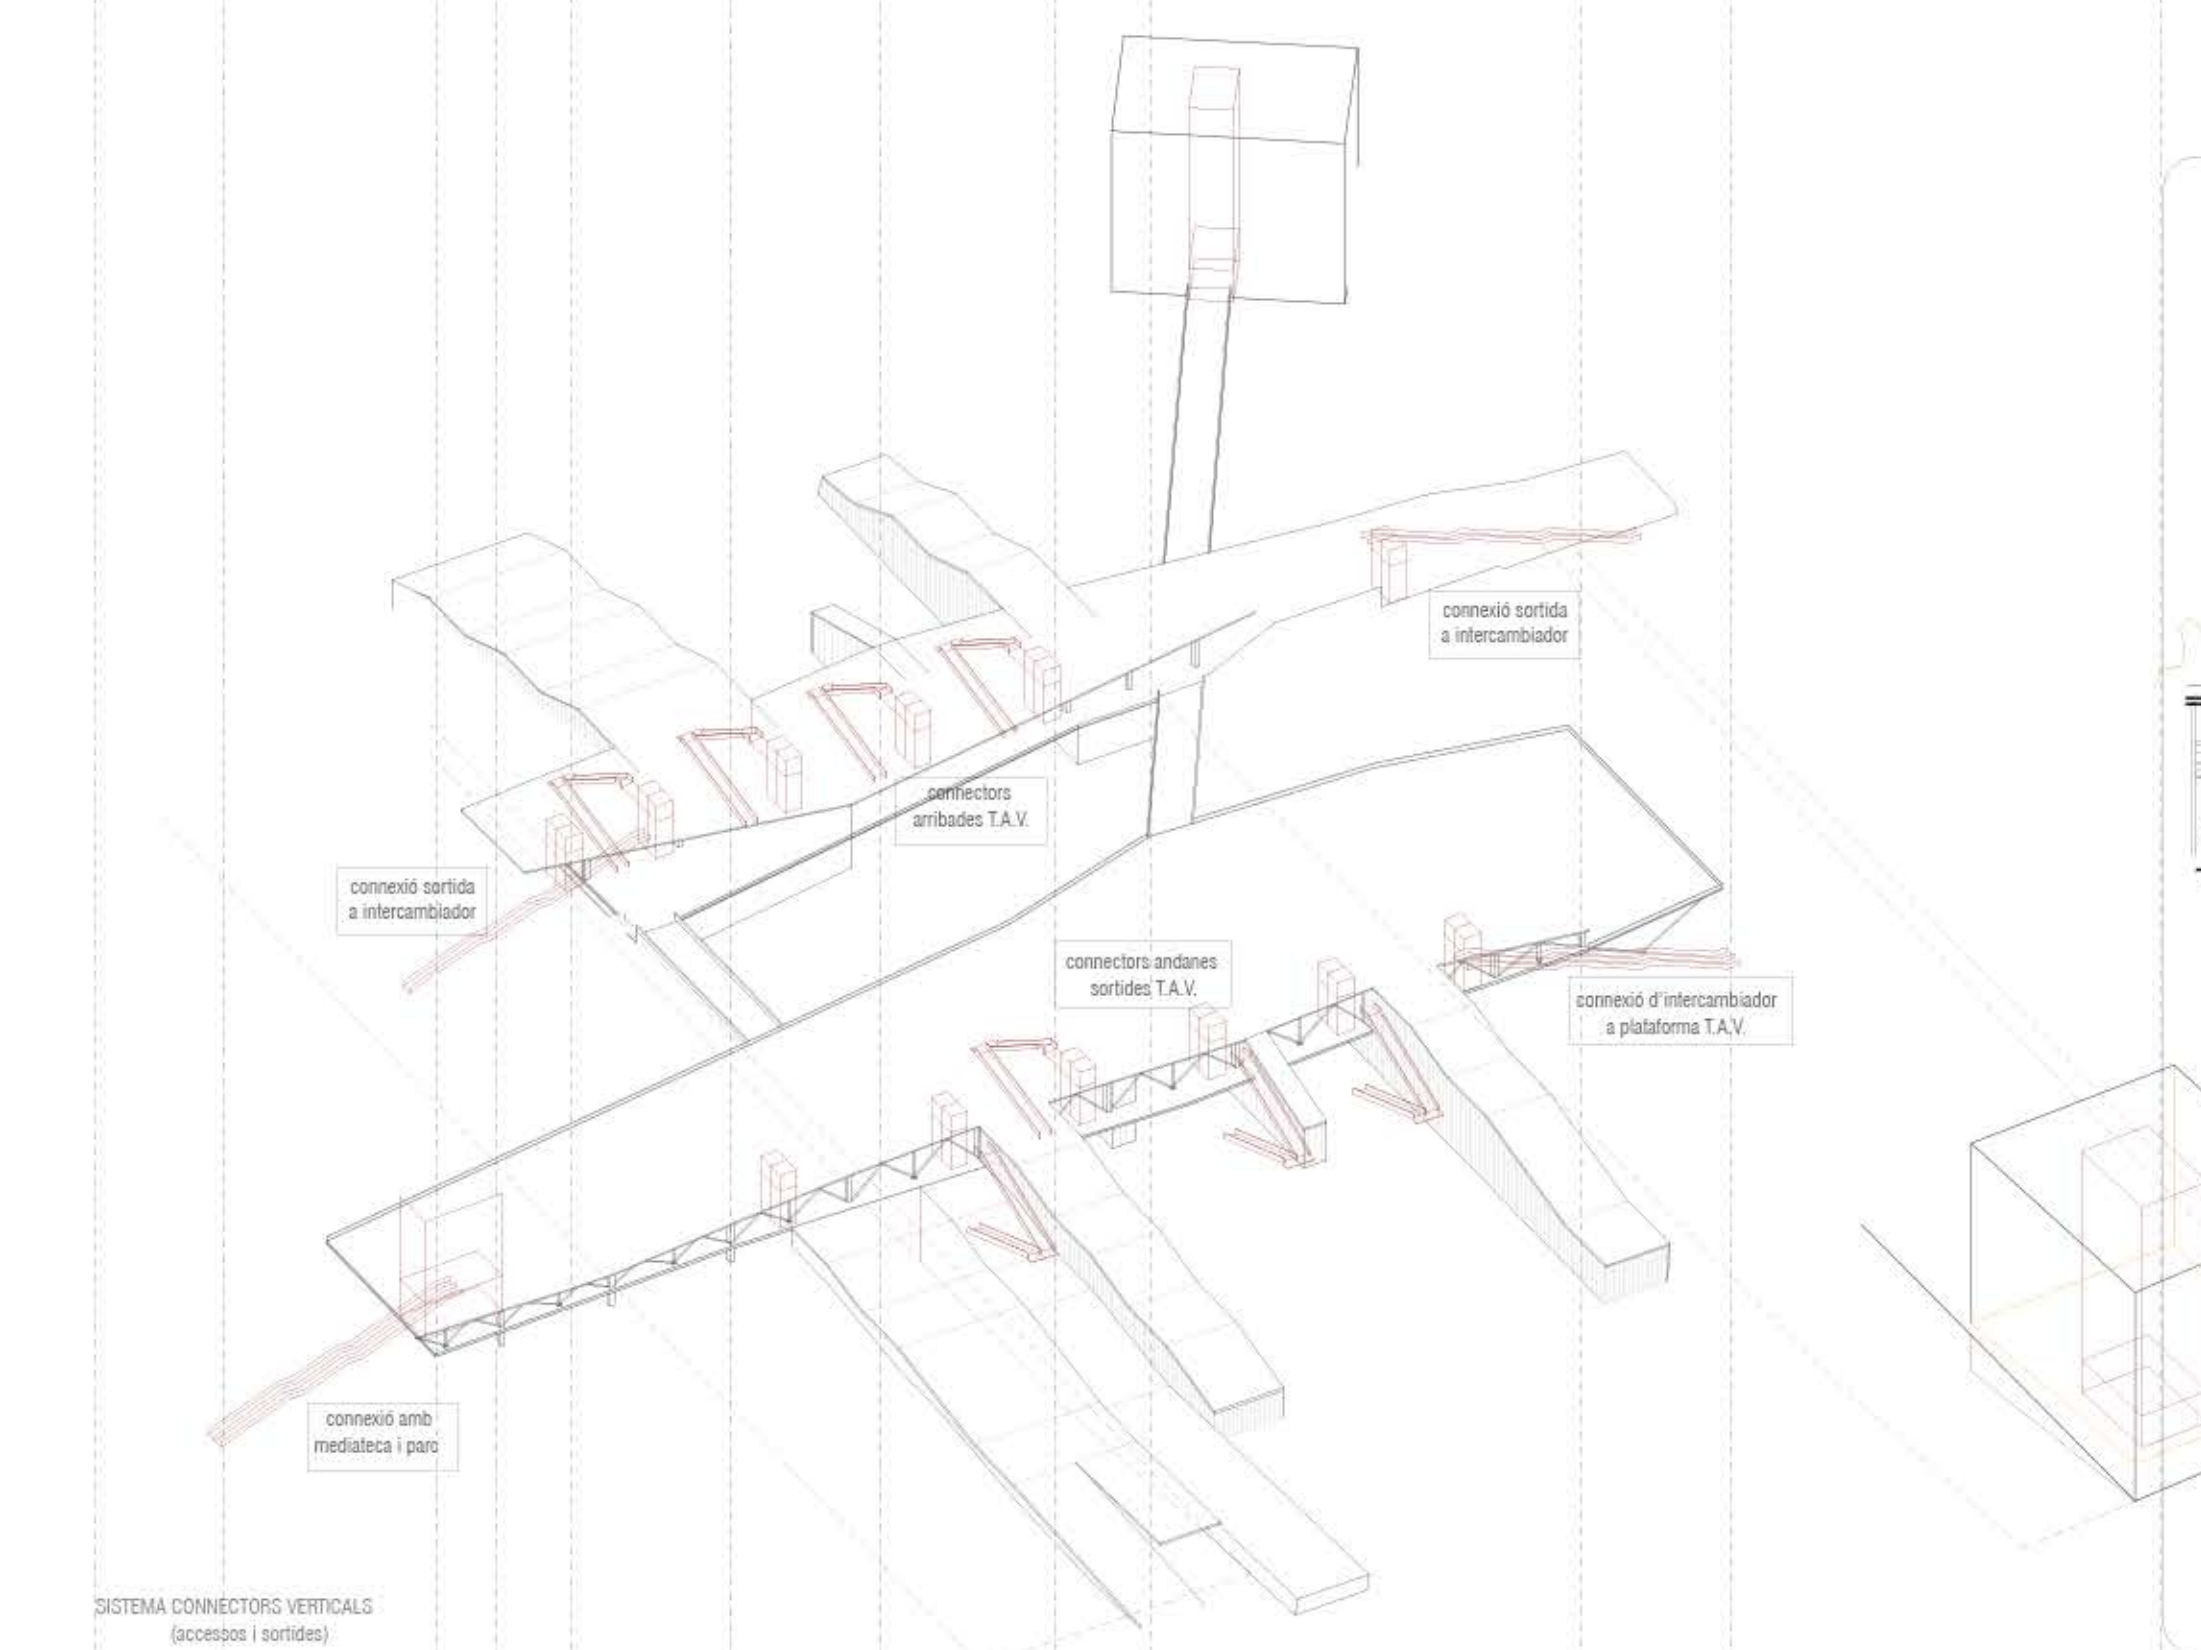 connexió sortida
a intercambiador
connectors
arribades T.A.V.
connexió sortida
a intercambiador
connectors andanes
sortides T.A.V.
connexió d'intercambiador
a plataforma T.A.V.
connexió amb
mediateca i parc
SISTEMA CONNECTORS VERTICALS
(accessos i sortides)